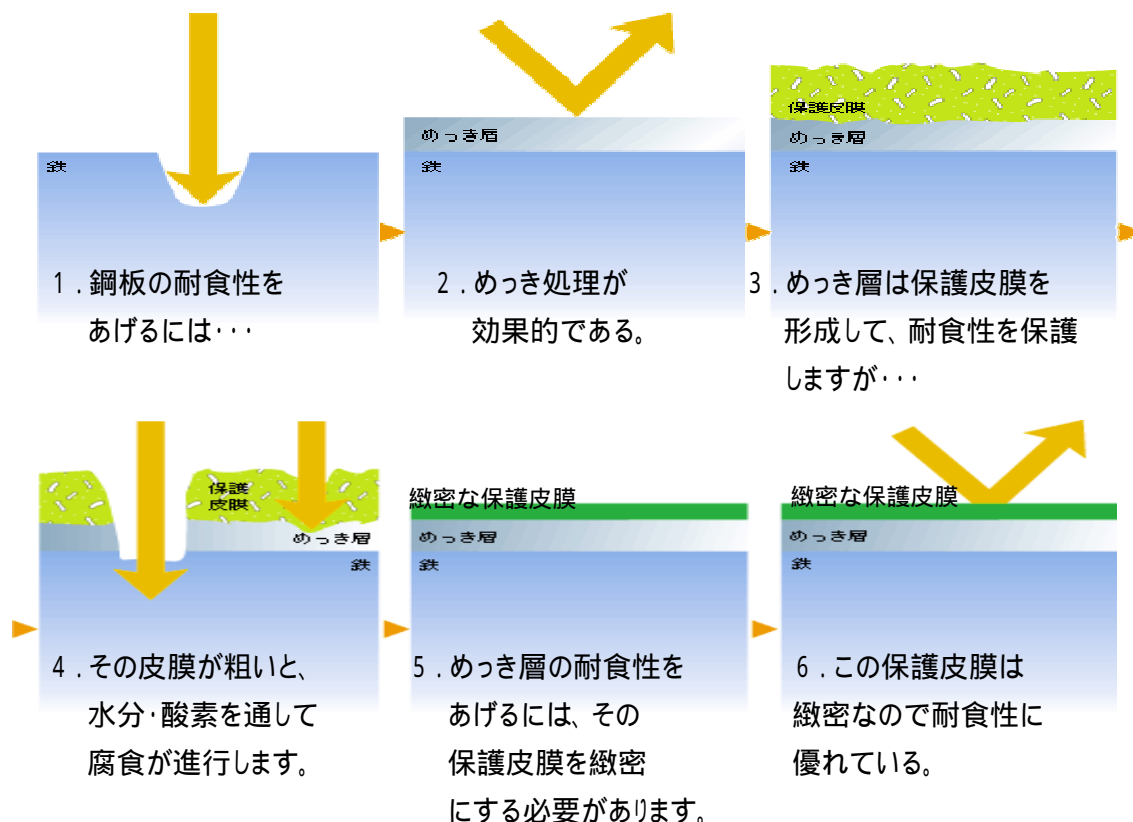 鉄
1．鋼板の耐食性を
あげるには・・・
めっき層
鉄
2．めっき処理が
効果的である。
保護皮膜
めっき層
鉄
3．めっき層は保護皮膜を
形成して、耐食性を保護
しますが・・・
保護
皮膜
めっき層
鉄
4．その皮膜が粗いと、
水分・酸素を通して
腐食が進行します。
緻密な保護皮膜
めっき層
鉄
5．めっき層の耐食性を
あげるには、その
保護皮膜を緻密
にする必要があります。
緻密な保護皮膜
めっき層
鉄
6．この保護皮膜は
緻密なので耐食性に
優れている。